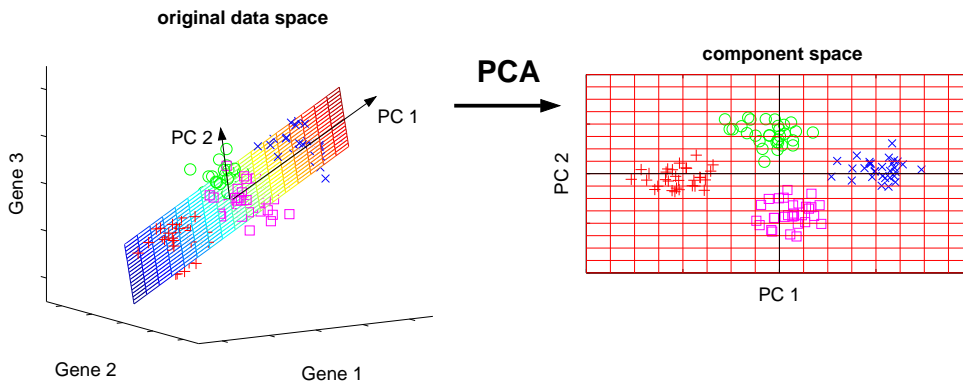 original data space
PCA
component space
PC 1
PC 2
Gene 3
PC 2
PC 1
Gene 2
Gene 1